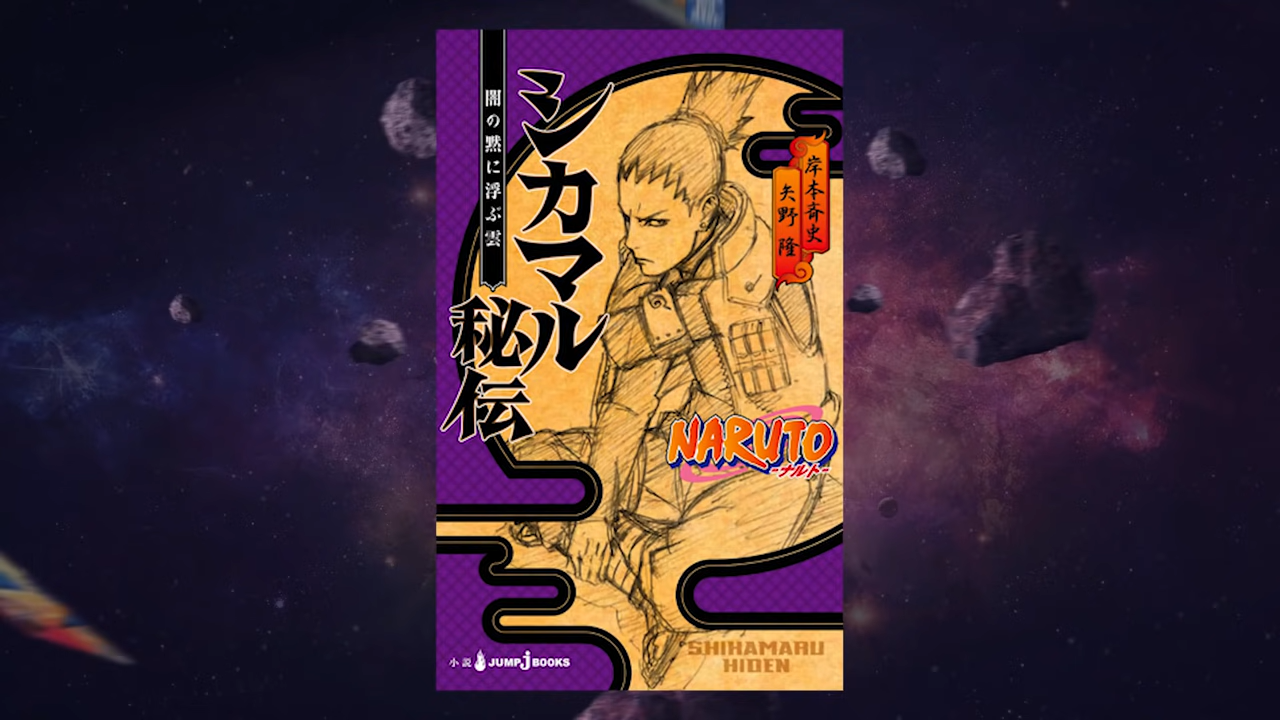 シカマル
秘伝
闇の黙に浮ぶ雲
岸本斉史
矢野 隆
NARUTO
-ナルト-
小説 JUMP J BOOKS
SHIKAMARU
HIDEN